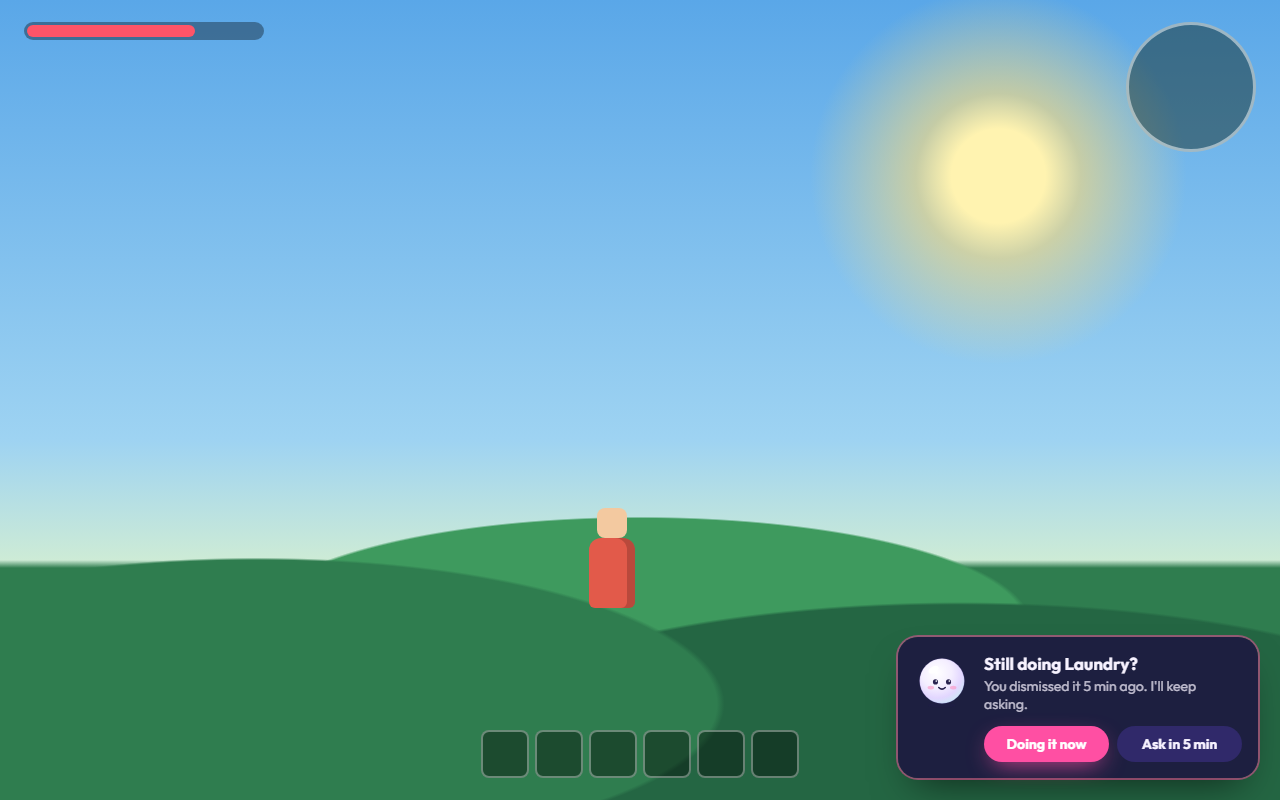 Still doing Laundry?
You dismissed it 5 min ago. I'll keep
asking.
Doing it now
Ask in 5 min